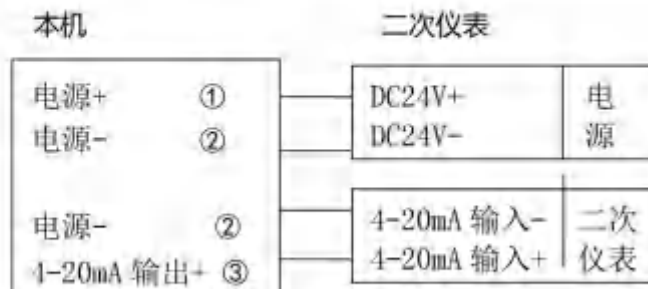 本机 二次仪表
电源+ ① DC24V+ 电
电源- ② DC24V- 源
电源- ② 4-20mA 输入- 二次
4-20mA 输出+ ③ 4-20mA 输入+ 仪表